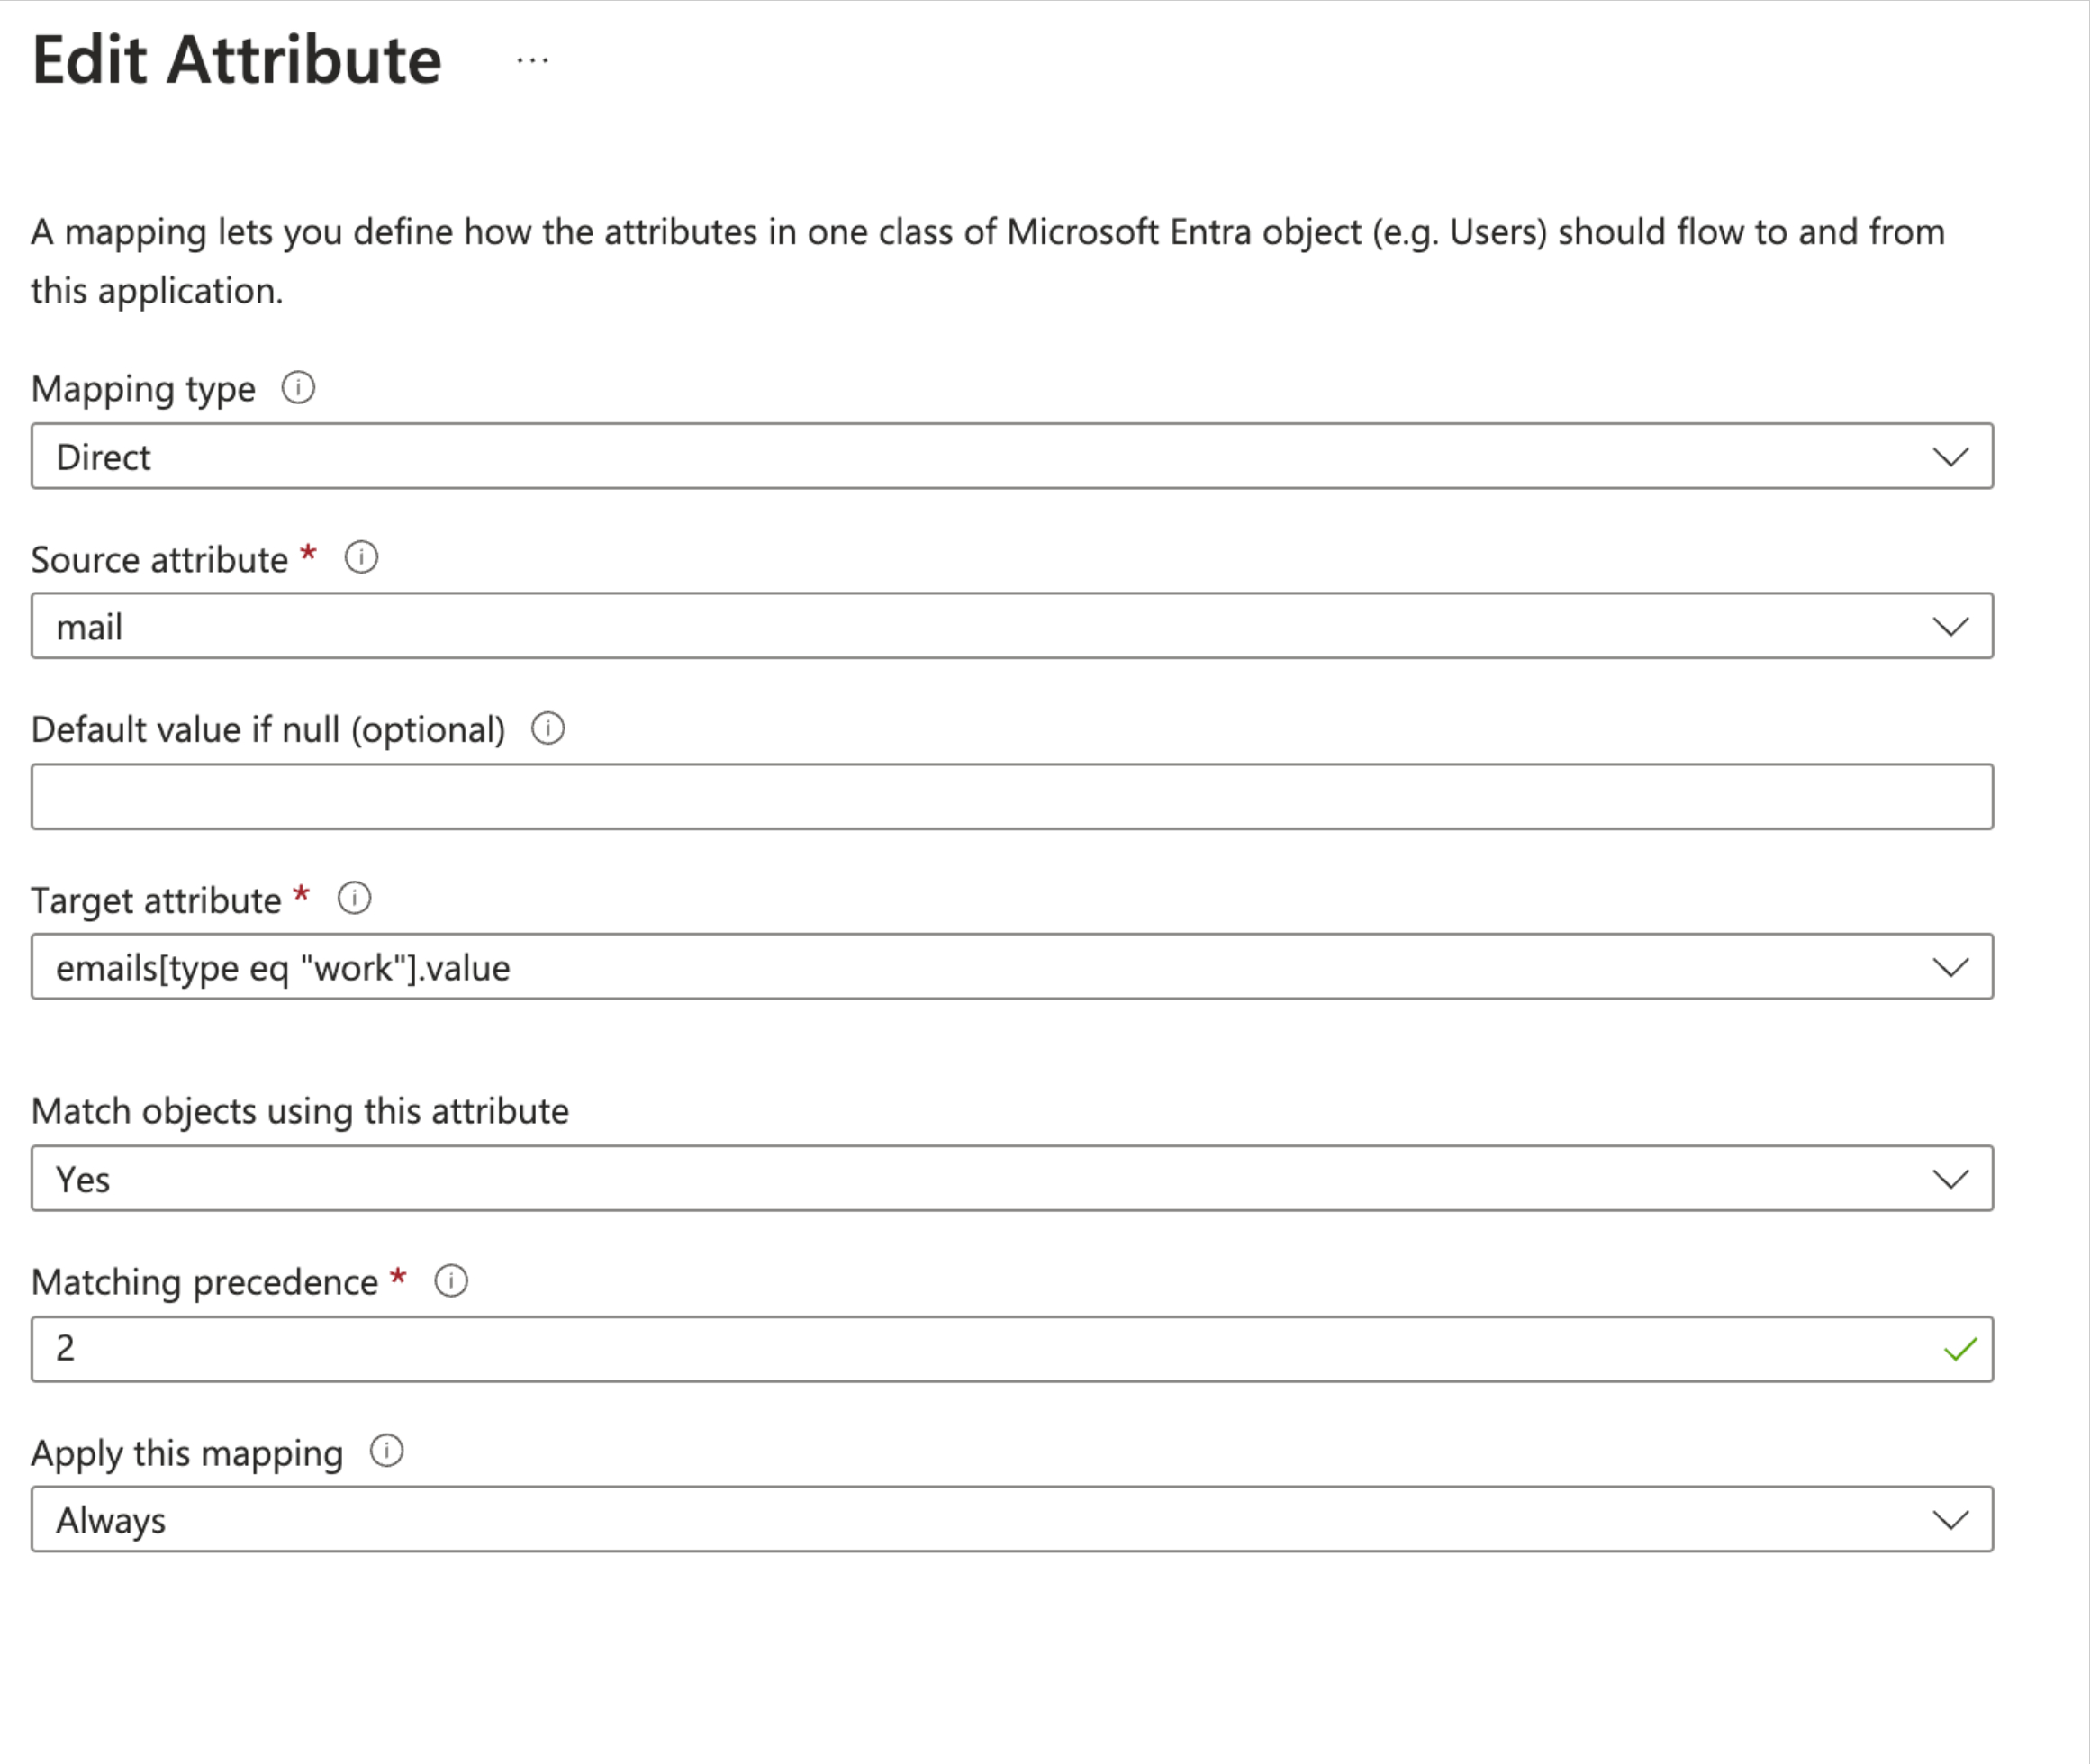 Edit Attribute ...
A mapping lets you define how the attributes in one class of Microsoft Entra object (e.g. Users) should flow to and from
this application.
Mapping type
Direct
Source attribute *
mail
Default value if null (optional)
Target attribute *
emails[type eq "work"].value
Match objects using this attribute
Yes
Matching precedence *
2
Apply this mapping
Always